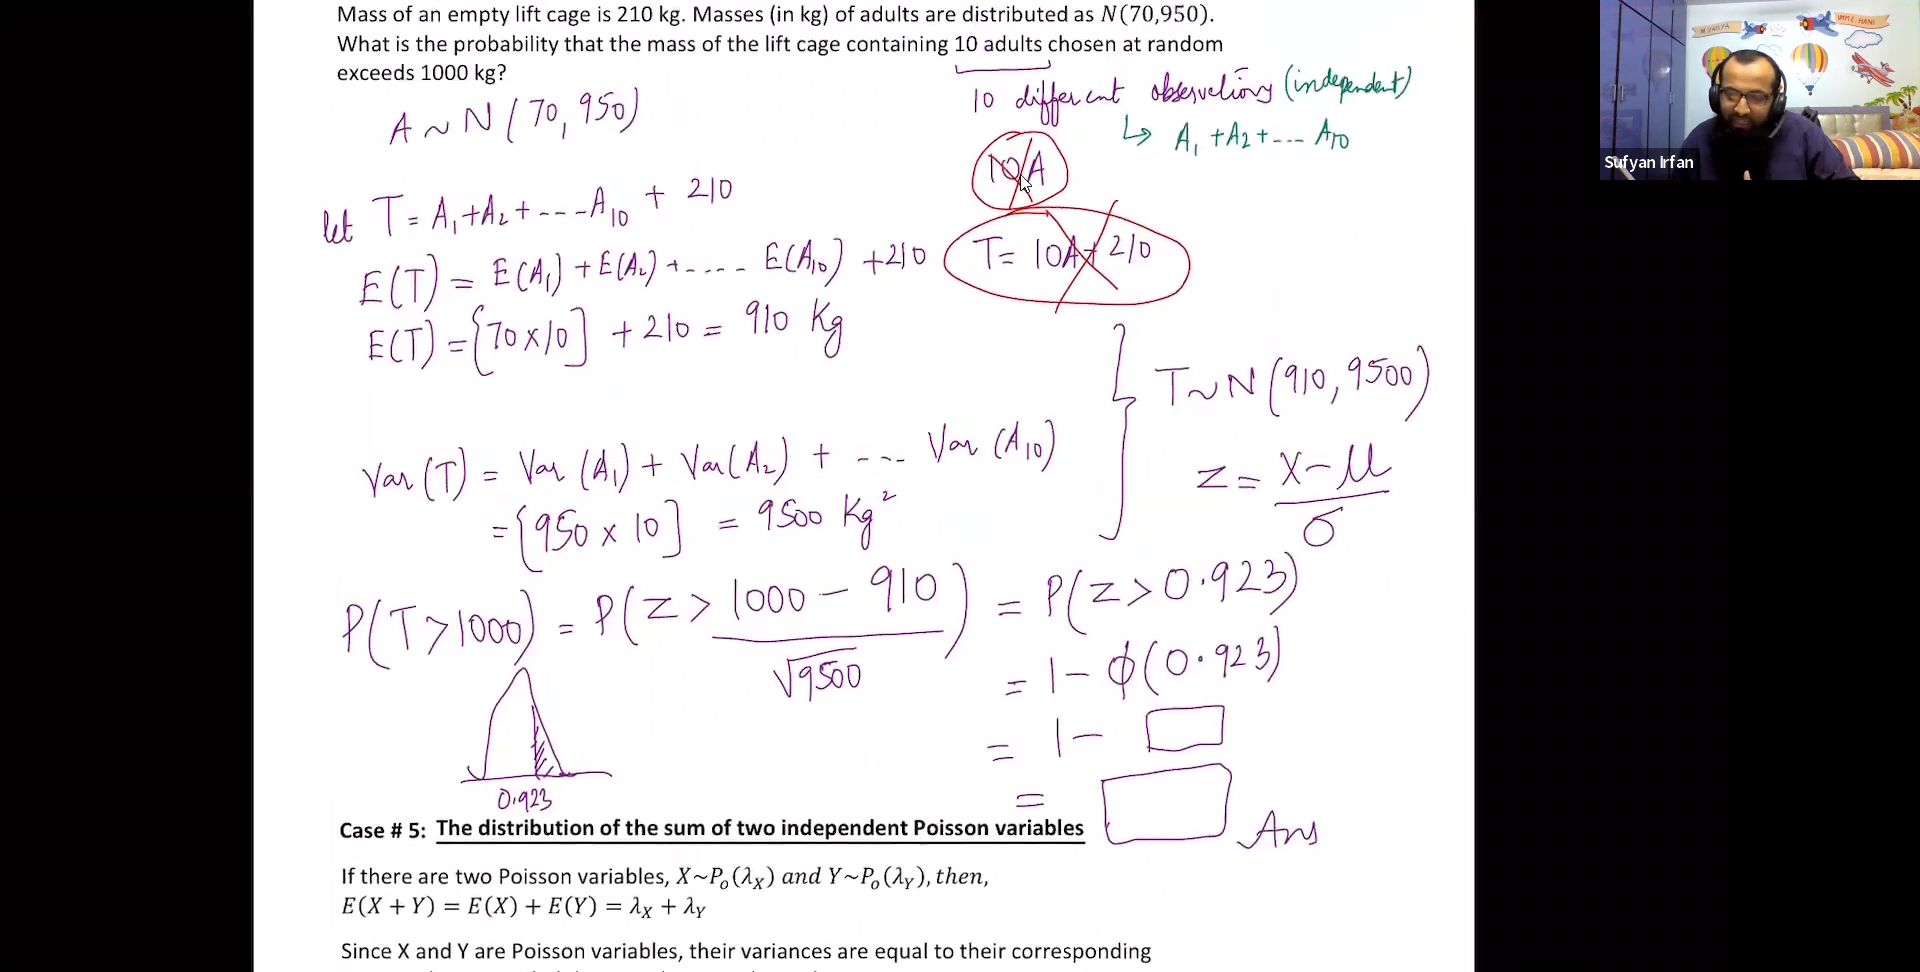 Mass of an empty lift cage is 210 kg. Masses (in kg) of adults are distributed as N(70,950).
What is the probability that the mass of the lift cage containing 10 adults chosen at random
exceeds 1000 kg?
10 different observations (independent)
↳ A₁ + A₂ + --- A₁₀
A ~ N(70, 950)
10A
let T = A₁ + A₂ + --- - A₁₀ + 210
T = 10A + 210
E(T) = E(A₁) + E(A₂) + - - - - E(A₁₀) + 210
E(T) = [70 x 10] + 210 = 910 Kg
T ~ N(910, 9500)
Var(T) = Var(A₁) + Var(A₂) + --- Var(A₁₀)
= [950 x 10] = 9500 Kg²
Z = X - μ / σ
P(T > 1000) = P(Z > 1000 - 910 / √9500) = P(Z > 0.923)
= 1 - ϕ(0.923)
= 1 -
=
Ans
0.923
Case # 5: The distribution of the sum of two independent Poisson variables
If there are two Poisson variables, X~Pₒ(λ_X) and Y~Pₒ(λ_Y), then,
E(X + Y) = E(X) + E(Y) = λ_X + λ_Y
Since X and Y are Poisson variables, their variances are equal to their corresponding
Sufyan Irfan